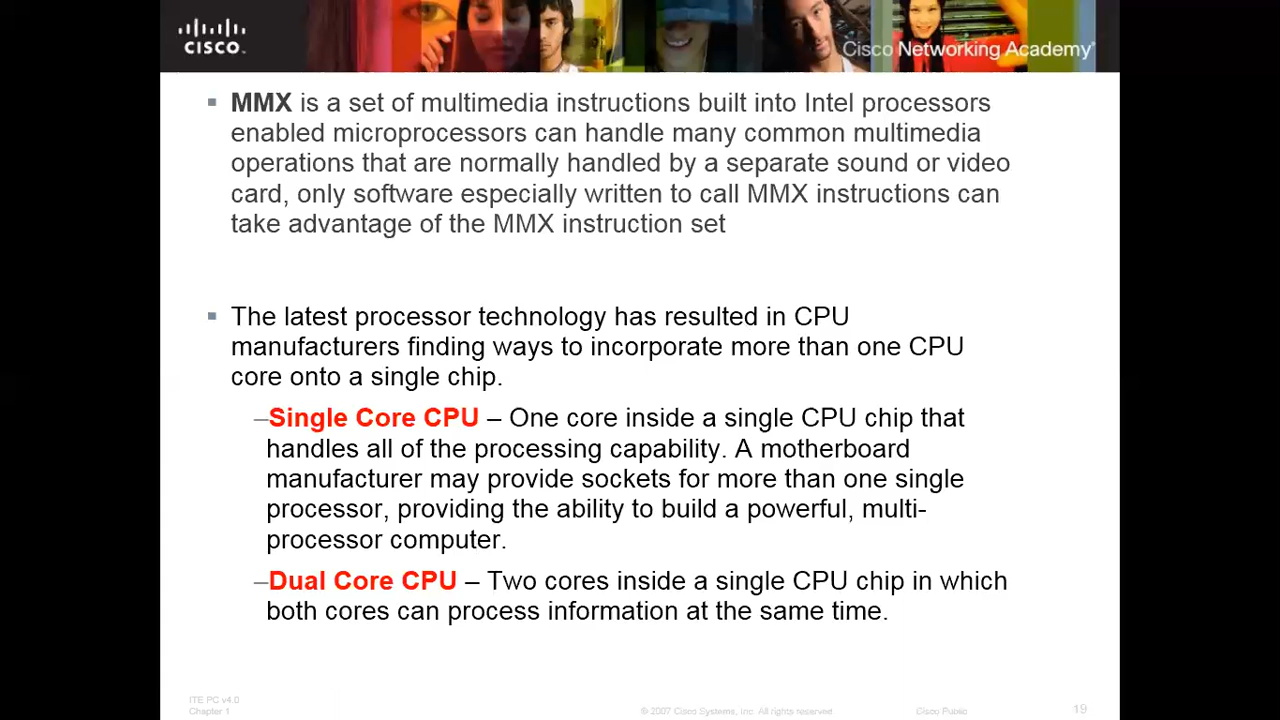 CISCO
Cisco Networking Academy®
▪ MMX is a set of multimedia instructions built into Intel processors
enabled microprocessors can handle many common multimedia
operations that are normally handled by a separate sound or video
card, only software especially written to call MMX instructions can
take advantage of the MMX instruction set
▪ The latest processor technology has resulted in CPU
manufacturers finding ways to incorporate more than one CPU
core onto a single chip.
–Single Core CPU – One core inside a single CPU chip that
handles all of the processing capability. A motherboard
manufacturer may provide sockets for more than one single
processor, providing the ability to build a powerful, multi-
processor computer.
–Dual Core CPU – Two cores inside a single CPU chip in which
both cores can process information at the same time.
ITE PC v4.0
Chapter 1
© 2007 Cisco Systems, Inc. All rights reserved
Cisco Public
19